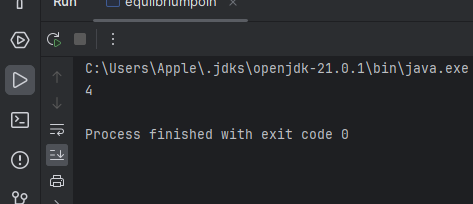 Run
equilibriumpoin
C:\Users\Apple\.jdks\openjdk-21.0.1\bin\java.exe
4
Process finished with exit code 0